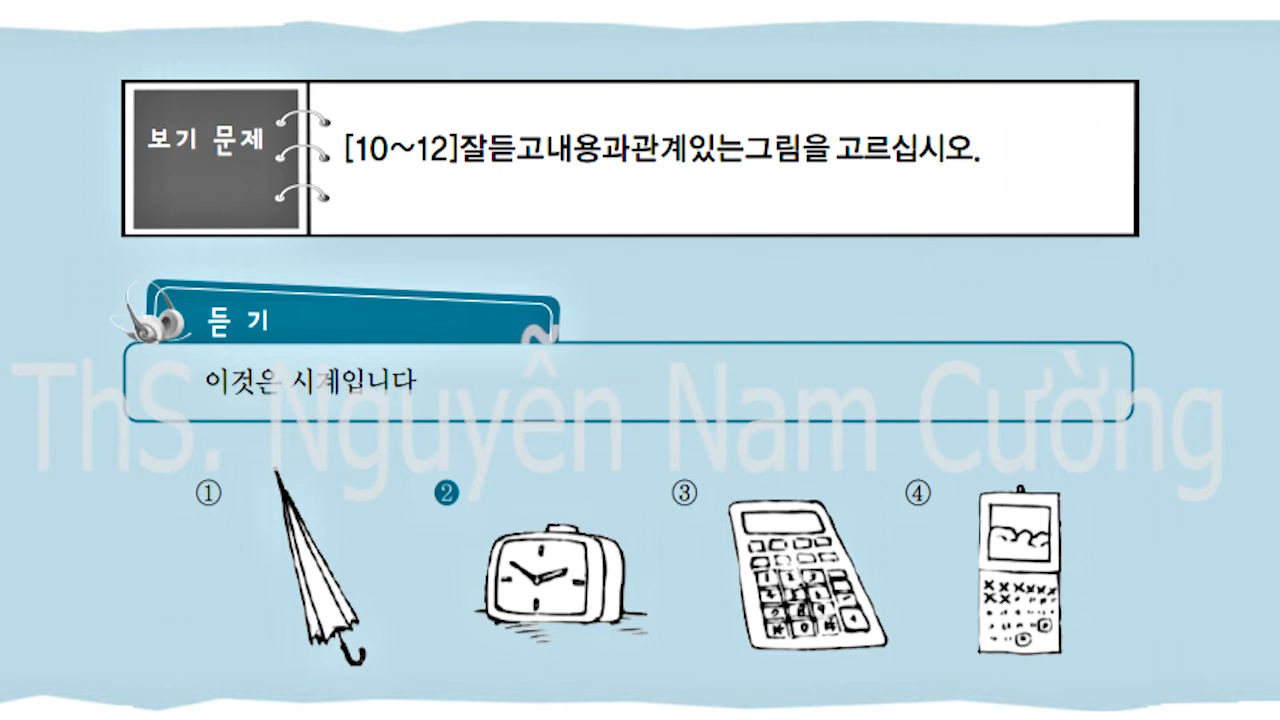 보기 문제
[10～12]잘듣고내용과관계있는그림을 고르십시오.
듣 기
이것은 시계입니다
ThS. Nguyễn Nam Cường
① ② ③ ④